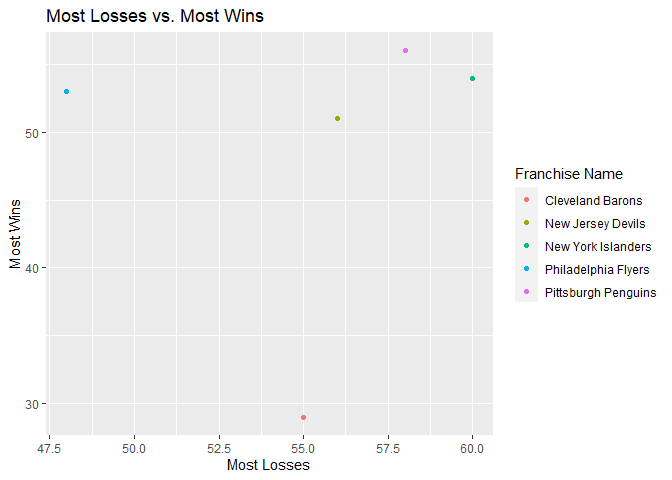 Most Losses vs. Most Wins
50
40
30
Most Wins
47.5 50.0 52.5 55.0 57.5 60.0
Most Losses
Franchise Name
Cleveland Barons
New Jersey Devils
New York Islanders
Philadelphia Flyers
Pittsburgh Penguins